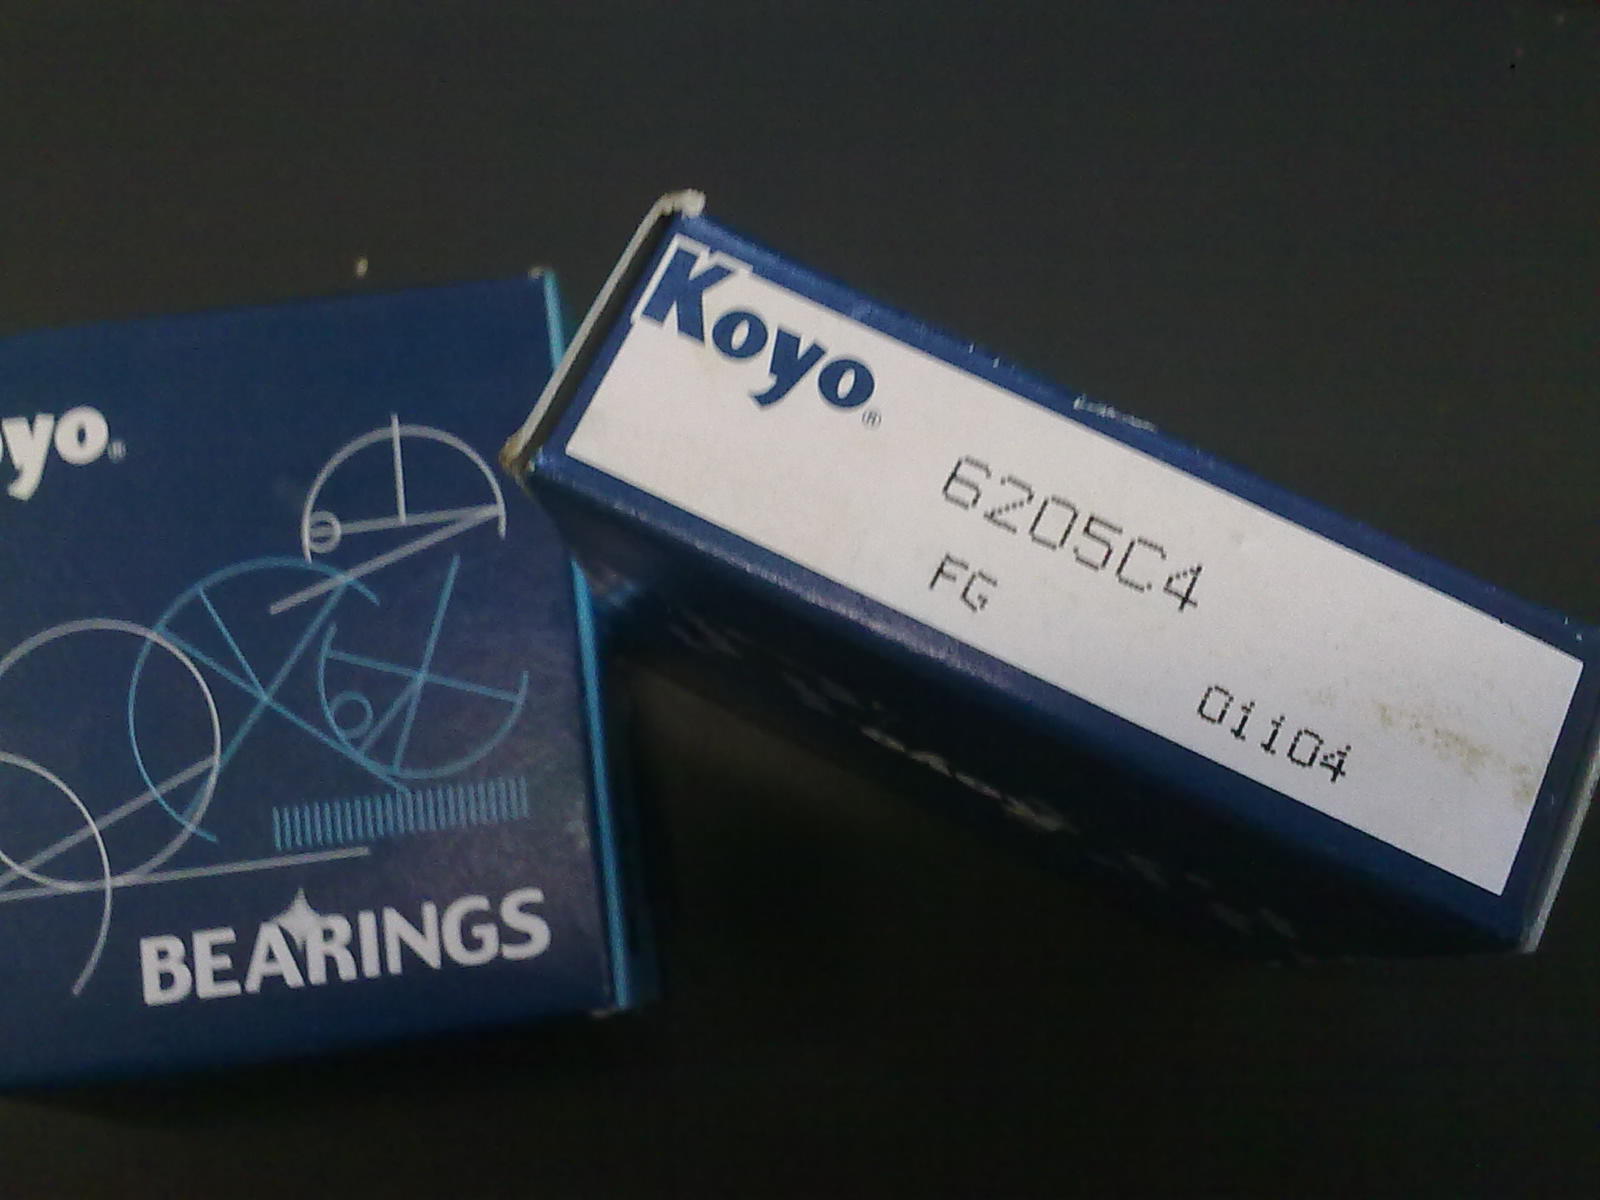 oyo®
BEARINGS
Koyo®
6205C4
FG
01104